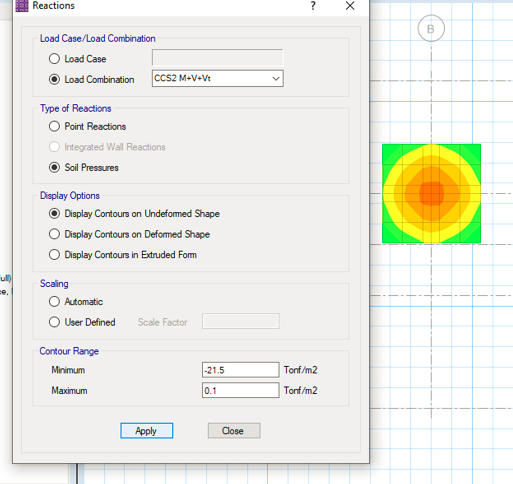 Reactions
?
Load Case/Load Combination
Load Case
Load Combination CCS2 M+V+Vt
Type of Reactions
Point Reactions
Integrated Wall Reactions
Soil Pressures
Display Options
Display Contours on Undeformed Shape
Display Contours on Deformed Shape
Display Contours in Extruded Form
Scaling
Automatic
User Defined Scale Factor
Contour Range
Minimum -21.5 Tonf/m2
Maximum 0.1 Tonf/m2
Apply Close
B